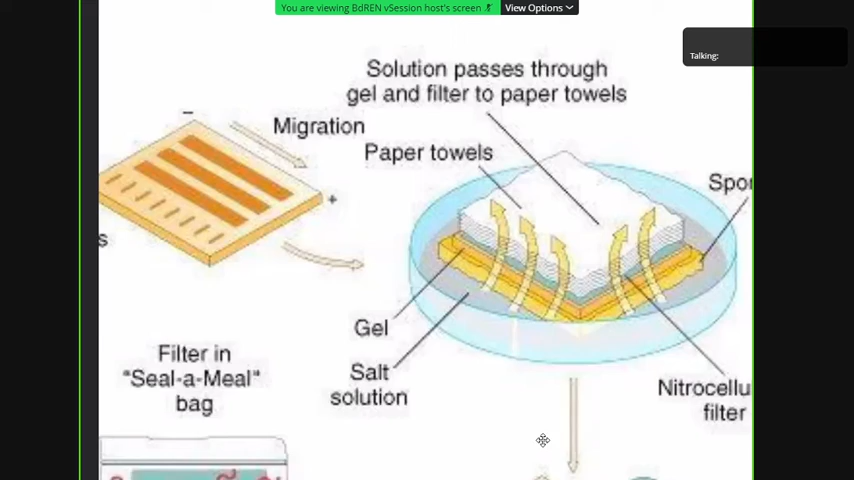 You are viewing BdREN vSession host's screen
View Options
Talking:
Solution passes through
gel and filter to paper towels
−
Migration
Paper towels
Spo
+
s
Gel
Filter in
"Seal-a-Meal"
bag
Salt
solution
Nitrocellu
filter